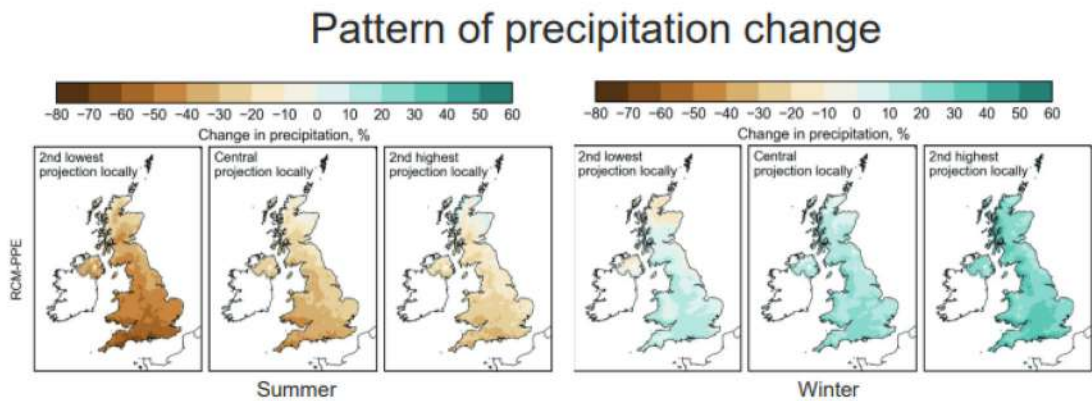 Pattern of precipitation change
−80 −70 −60 −50 −40 −30 −20 −10 0 10 20 30 40 50 60
Change in precipitation, %
2nd lowest
projection locally
Central
projection locally
2nd highest
projection locally
RCM-PPE
Summer
−80 −70 −60 −50 −40 −30 −20 −10 0 10 20 30 40 50 60
Change in precipitation, %
2nd lowest
projection locally
Central
projection locally
2nd highest
projection locally
Winter